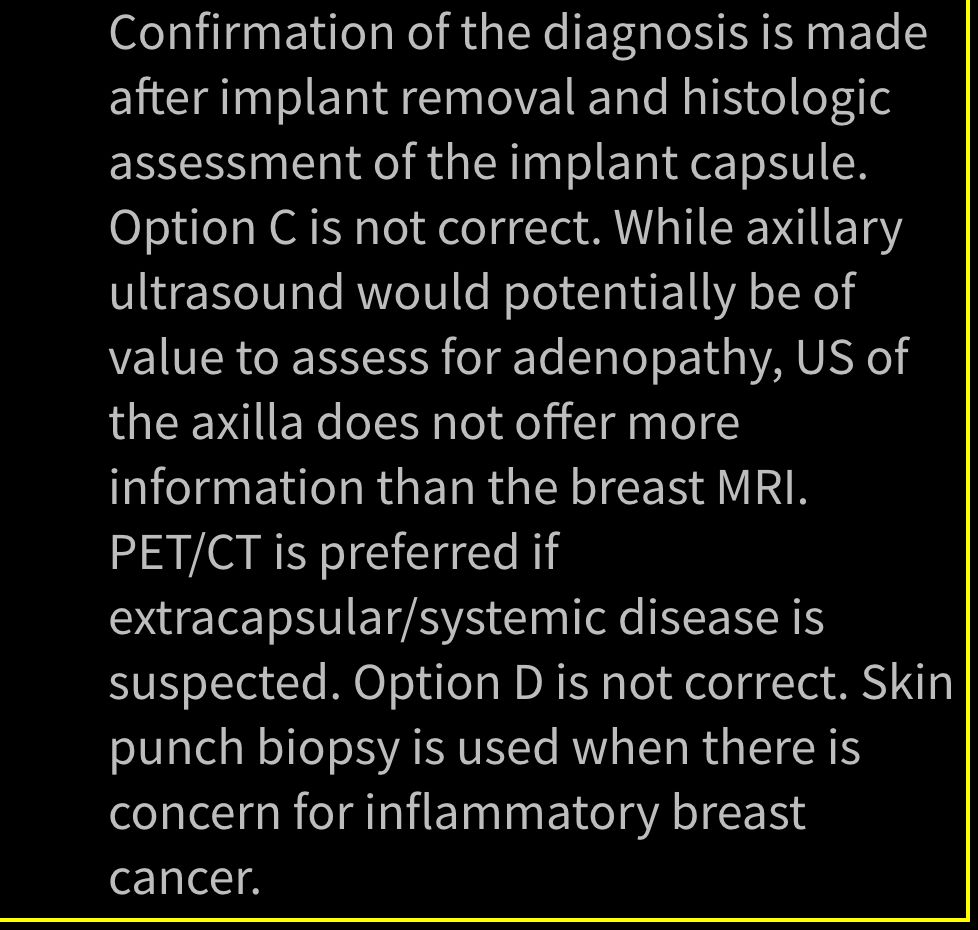 Confirmation of the diagnosis is made
after implant removal and histologic
assessment of the implant capsule.
Option C is not correct. While axillary
ultrasound would potentially be of
value to assess for adenopathy, US of
the axilla does not offer more
information than the breast MRI.
PET/CT is preferred if
extracapsular/systemic disease is
suspected. Option D is not correct. Skin
punch biopsy is used when there is
concern for inflammatory breast
cancer.